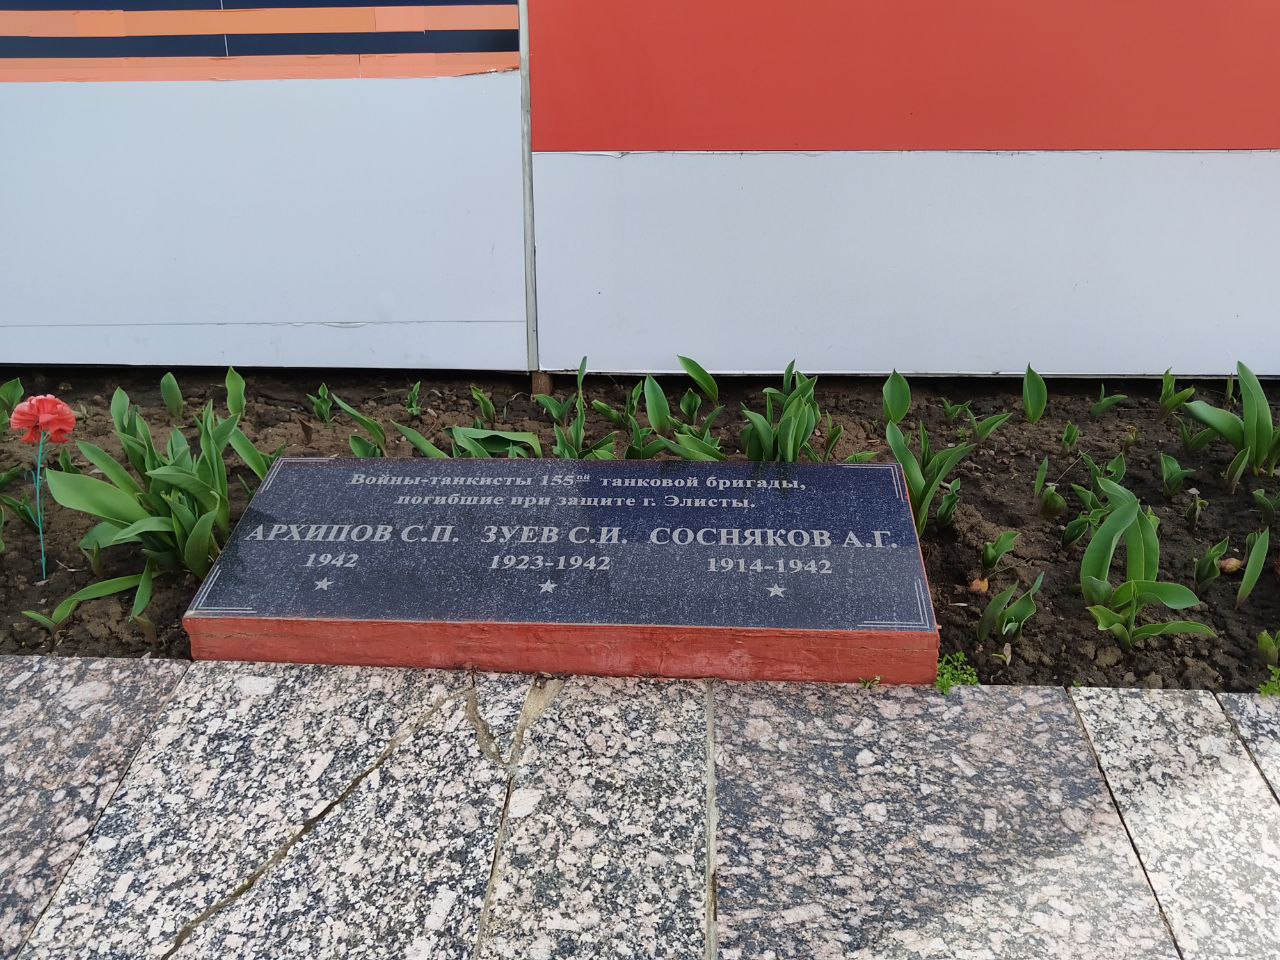 Войны-танкисты 155ой танковой бригады,
погибшие при защите г. Элисты.
АРХИПОВ С.П. ЗУЕВ С.И. СОСНЯКОВ А.Г.
1942 1923-1942 1914-1942